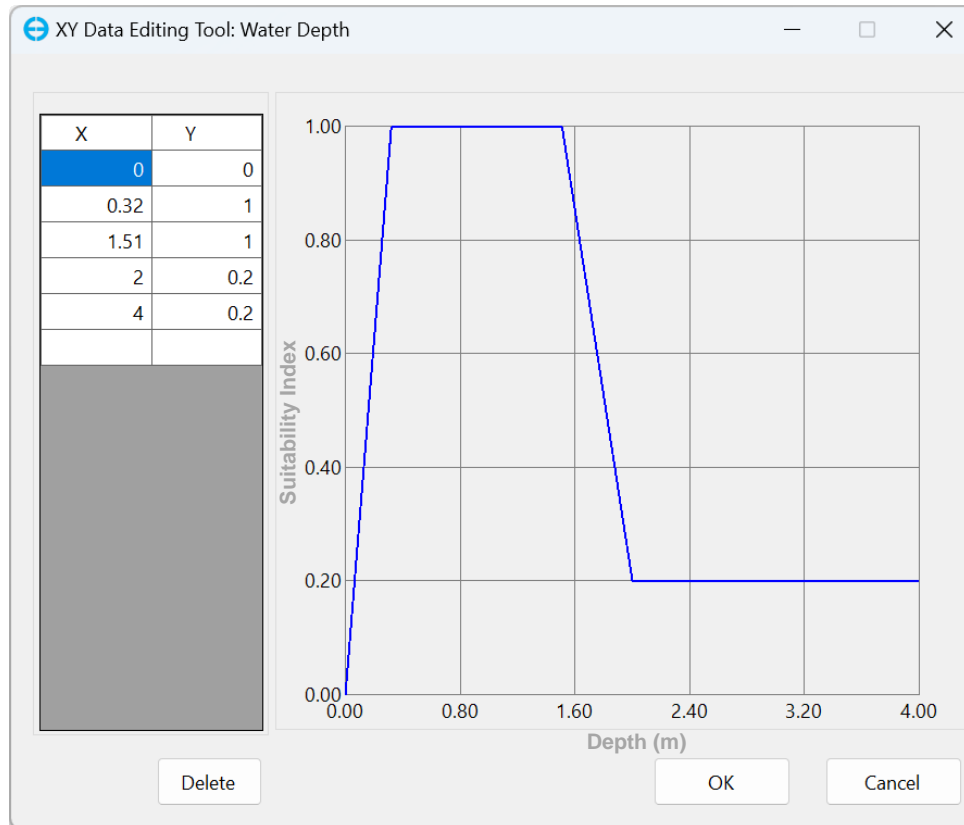 XY Data Editing Tool: Water Depth
X Y
0 0
0.32 1
1.51 1
2 0.2
4 0.2
1.00
0.80
0.60
0.40
0.20
0.00
Suitability Index
0.00 0.80 1.60 2.40 3.20 4.00
Depth (m)
Delete OK Cancel